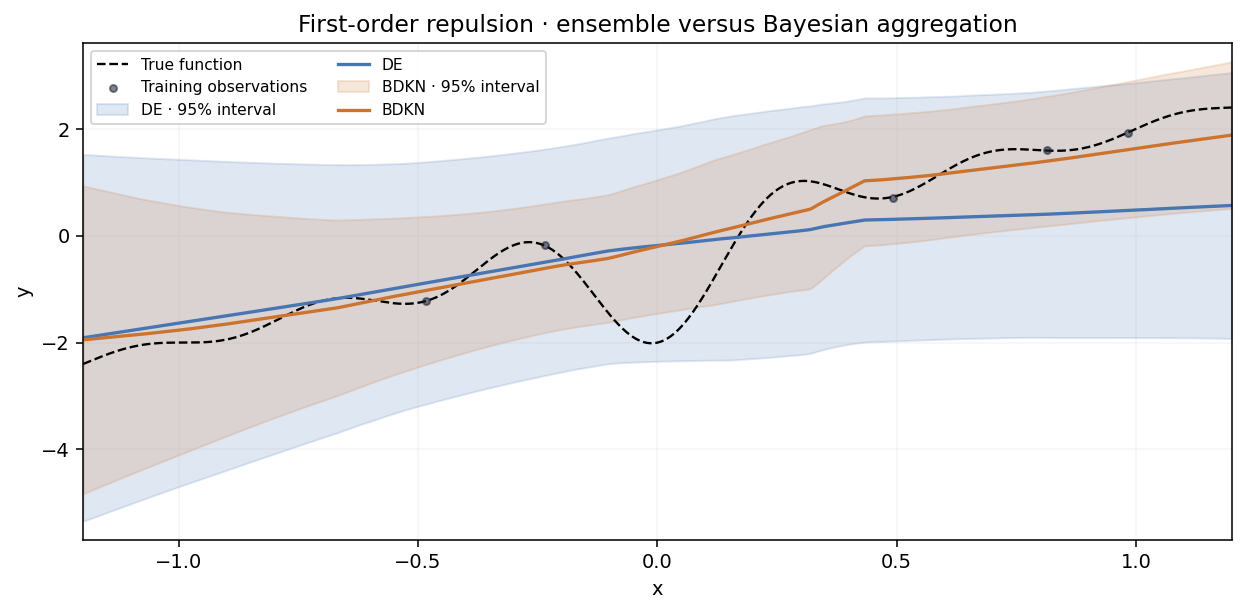 First-order repulsion · ensemble versus Bayesian aggregation
True function
Training observations
DE · 95% interval
DE
BDKN · 95% interval
BDKN
y
2
0
−2
−4
−1.0
−0.5
0.0
0.5
1.0
x